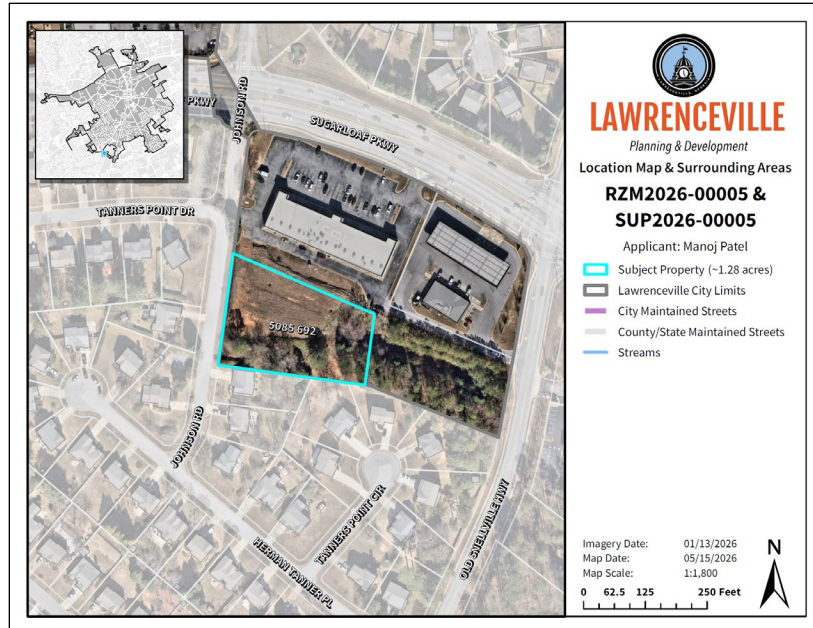 PKWY
JOHNSON RD
SUGARLOAF PKWY
TANNERS POINT DR
5085 692
JOHNSON RD
TANNERS POINT CIR
HERMAN TANNER PL
OLD SNELLVILLE HWY
LAWRENCEVILLE
Planning & Development
Location Map & Surrounding Areas
RZM2026-00005 &
SUP2026-00005
Applicant: Manoj Patel
Subject Property (~1.28 acres)
Lawrenceville City Limits
City Maintained Streets
County/State Maintained Streets
Streams
Imagery Date: 01/13/2026
Map Date: 05/15/2026
Map Scale: 1:1,800
N
0 62.5 125 250 Feet